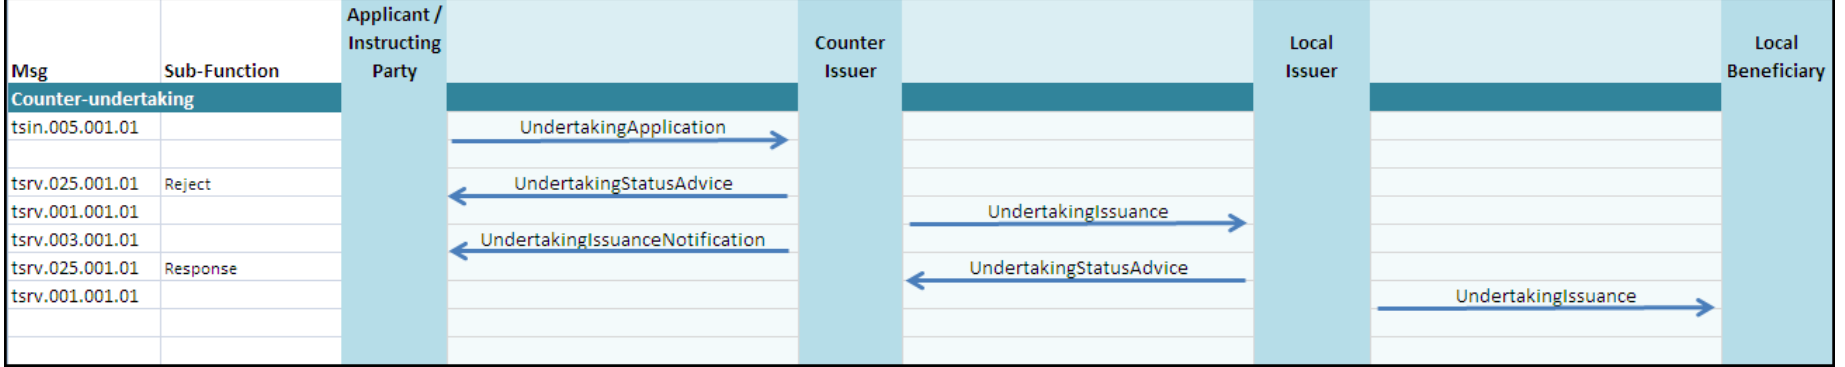 Applicant /
Instructing Counter Local Local
Msg Sub-Function Party Issuer Issuer Beneficiary
Counter-undertaking
tsin.005.001.01 UndertakingApplication
tsrv.025.001.01 Reject UndertakingStatusAdvice
tsrv.001.001.01 UndertakingIssuance
tsrv.003.001.01 UndertakingIssuanceNotification
tsrv.025.001.01 Response UndertakingStatusAdvice
tsrv.001.001.01 UndertakingIssuance